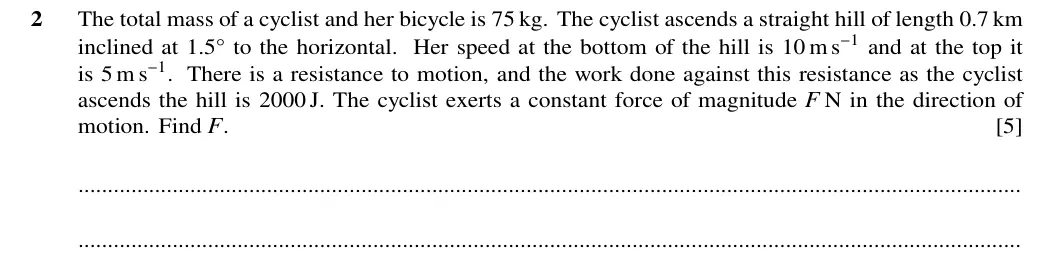 2 The total mass of a cyclist and her bicycle is 75 kg. The cyclist ascends a straight hill of length 0.7 km
inclined at 1.5° to the horizontal. Her speed at the bottom of the hill is 10 m s⁻¹ and at the top it
is 5 m s⁻¹. There is a resistance to motion, and the work done against this resistance as the cyclist
ascends the hill is 2000 J. The cyclist exerts a constant force of magnitude F N in the direction of
motion. Find F. [5]